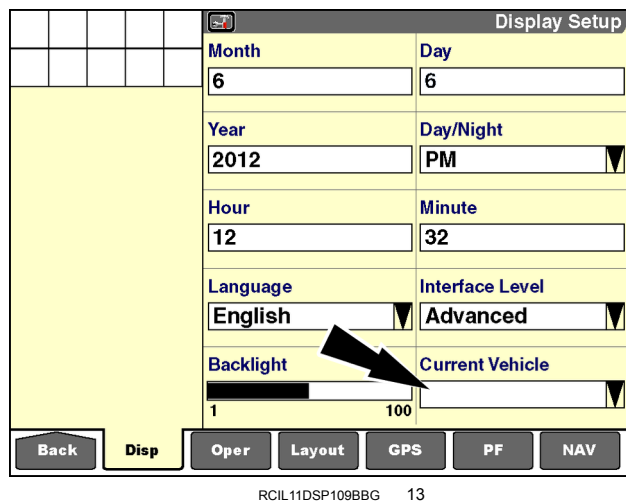 Display Setup
Month Day
6 6
Year Day/Night
2012 PM
Hour Minute
12 32
Language Interface Level
English Advanced
Backlight Current Vehicle
1 100
Back Disp Oper Layout GPS PF NAV
RCIL11DSP109BBG 13